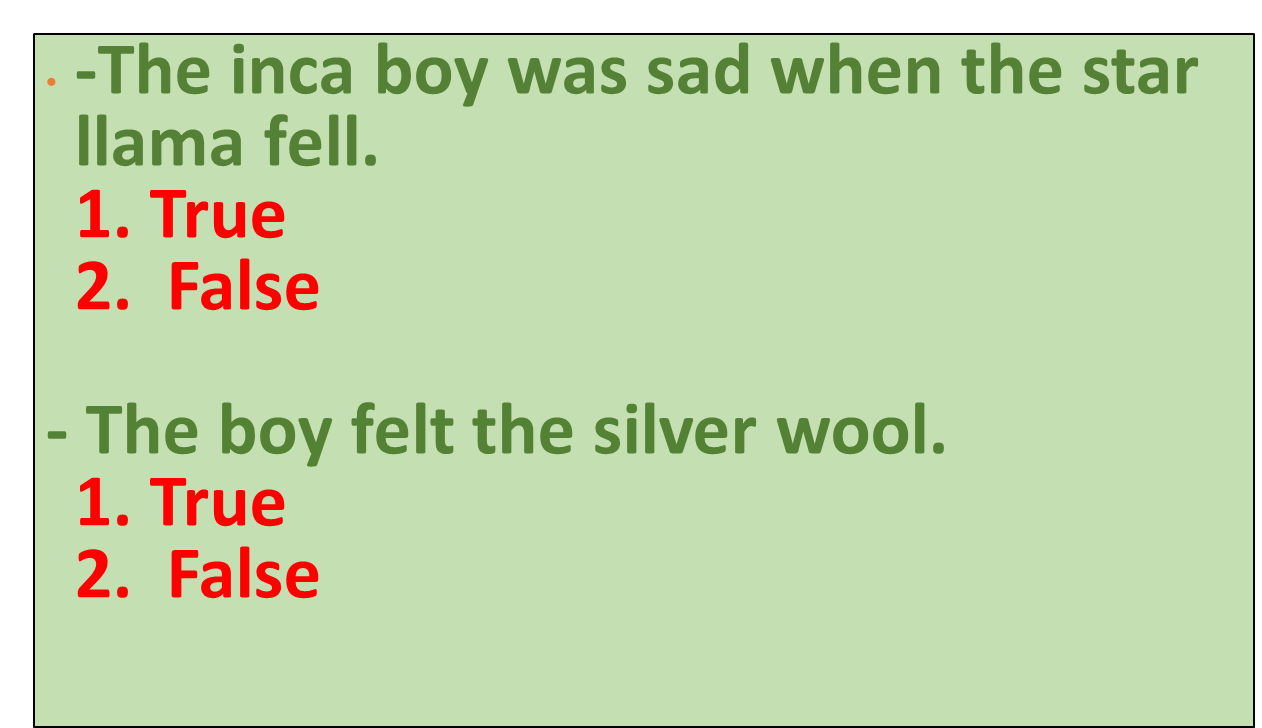 • -The inca boy was sad when the star
llama fell.
1. True
2.  False
- The boy felt the silver wool.
1. True
2.  False